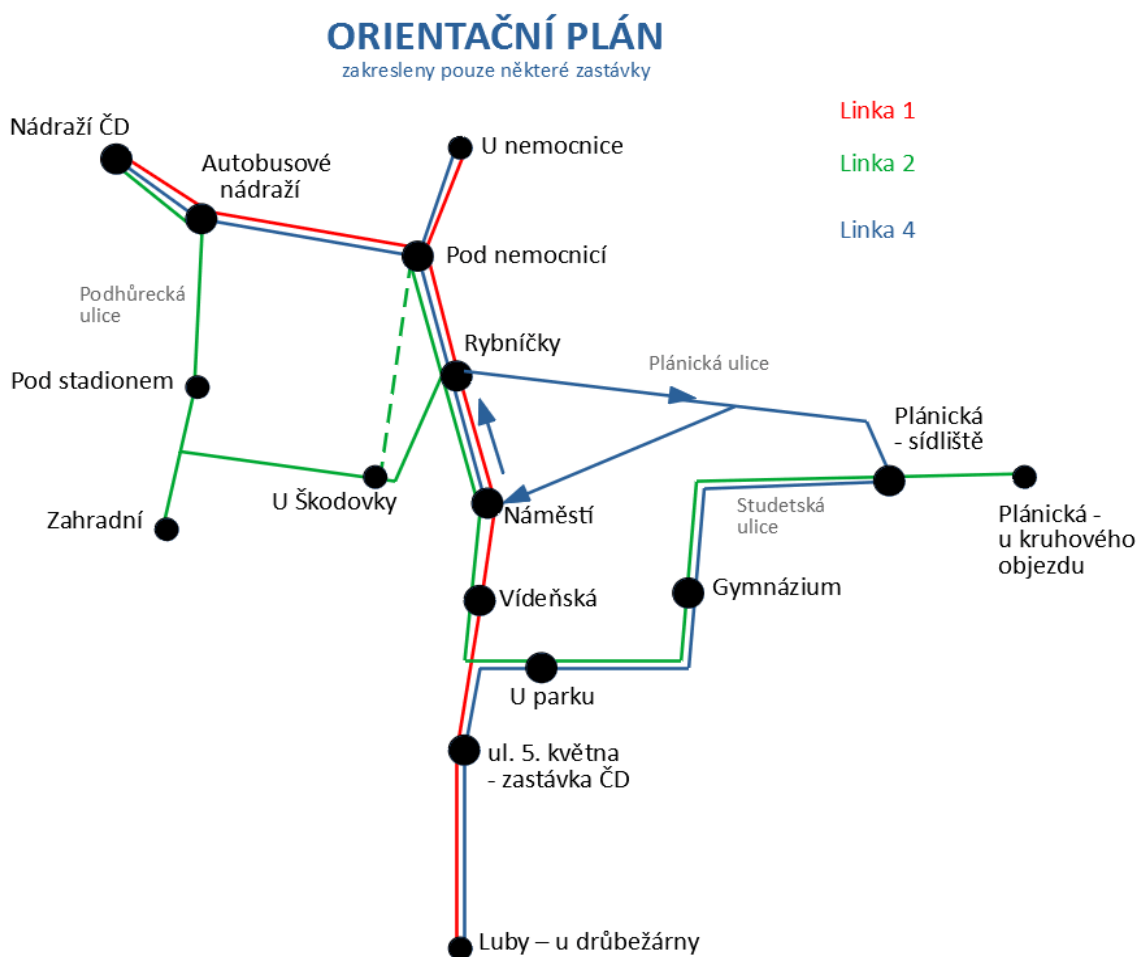 ORIENTAČNÍ PLÁN
zakresleny pouze některé zastávky
Linka 1
Linka 2
Linka 4
Nádraží ČD
Autobusové
nádraží
U nemocnice
Pod nemocnicí
Podhůrecká
ulice
Rybníčky
Plánická ulice
Pod stadionem
Plánická
- sídliště
U Škodovky
Zahradní
Náměstí
Studetská
ulice
Plánická -
u kruhového
objezdu
Vídeňská
Gymnázium
U parku
ul. 5. května
- zastávka ČD
Luby – u drůbežárny